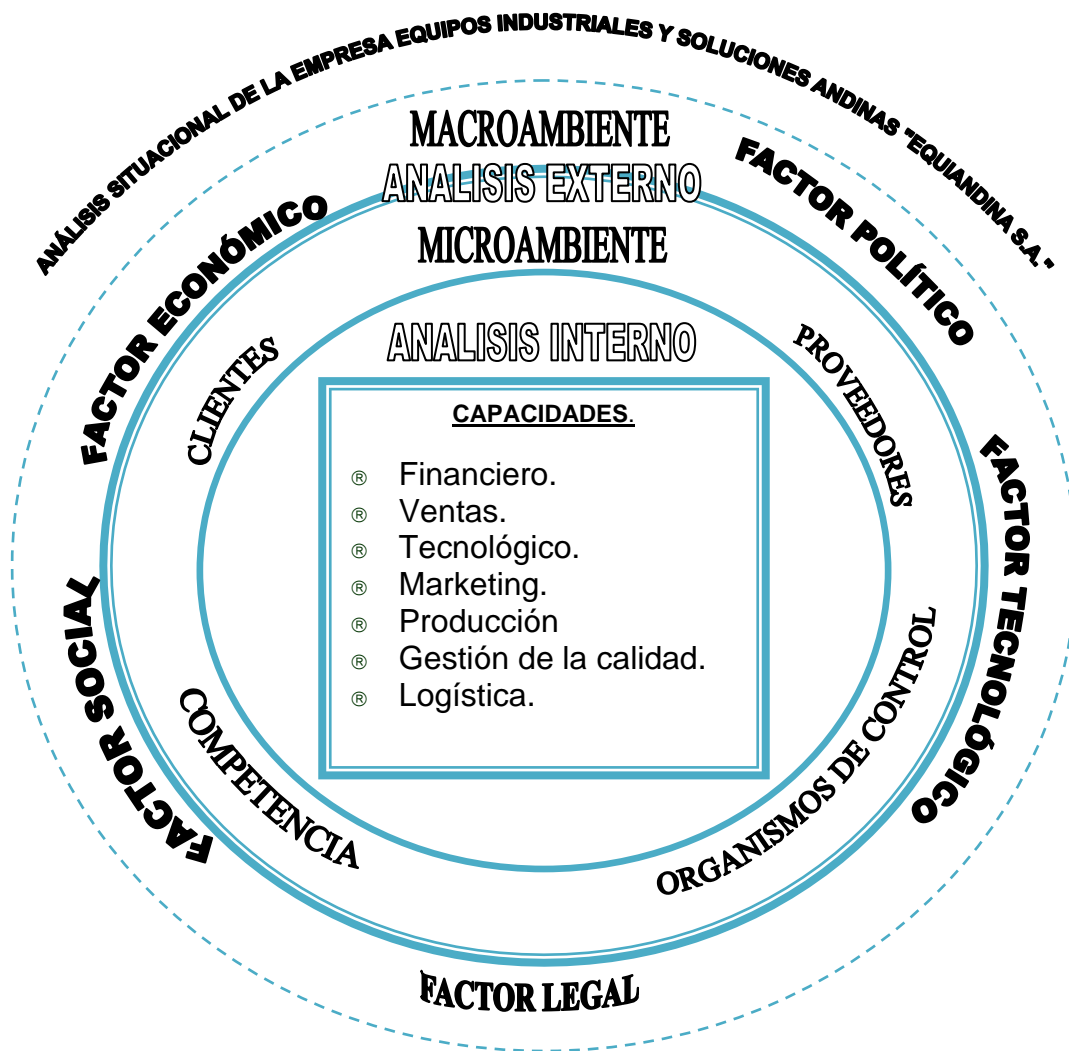 ANÁLISIS SITUACIONAL DE LA EMPRESA EQUIPOS INDUSTRIALES Y SOLUCIONES ANDINAS "EQUIANDINA S.A."
MACROAMBIENTE
ANALISIS EXTERNO
MICROAMBIENTE
FACTOR ECONÓMICO
FACTOR POLÍTICO
CLIENTES
PROVEEDORES
ANALISIS INTERNO
CAPACIDADES.
® Financiero.
® Ventas.
® Tecnológico.
® Marketing.
® Producción
® Gestión de la calidad.
® Logística.
FACTOR SOCIAL
FACTOR TECNOLÓGICO
COMPETENCIA
ORGANISMOS DE CONTROL
FACTOR LEGAL